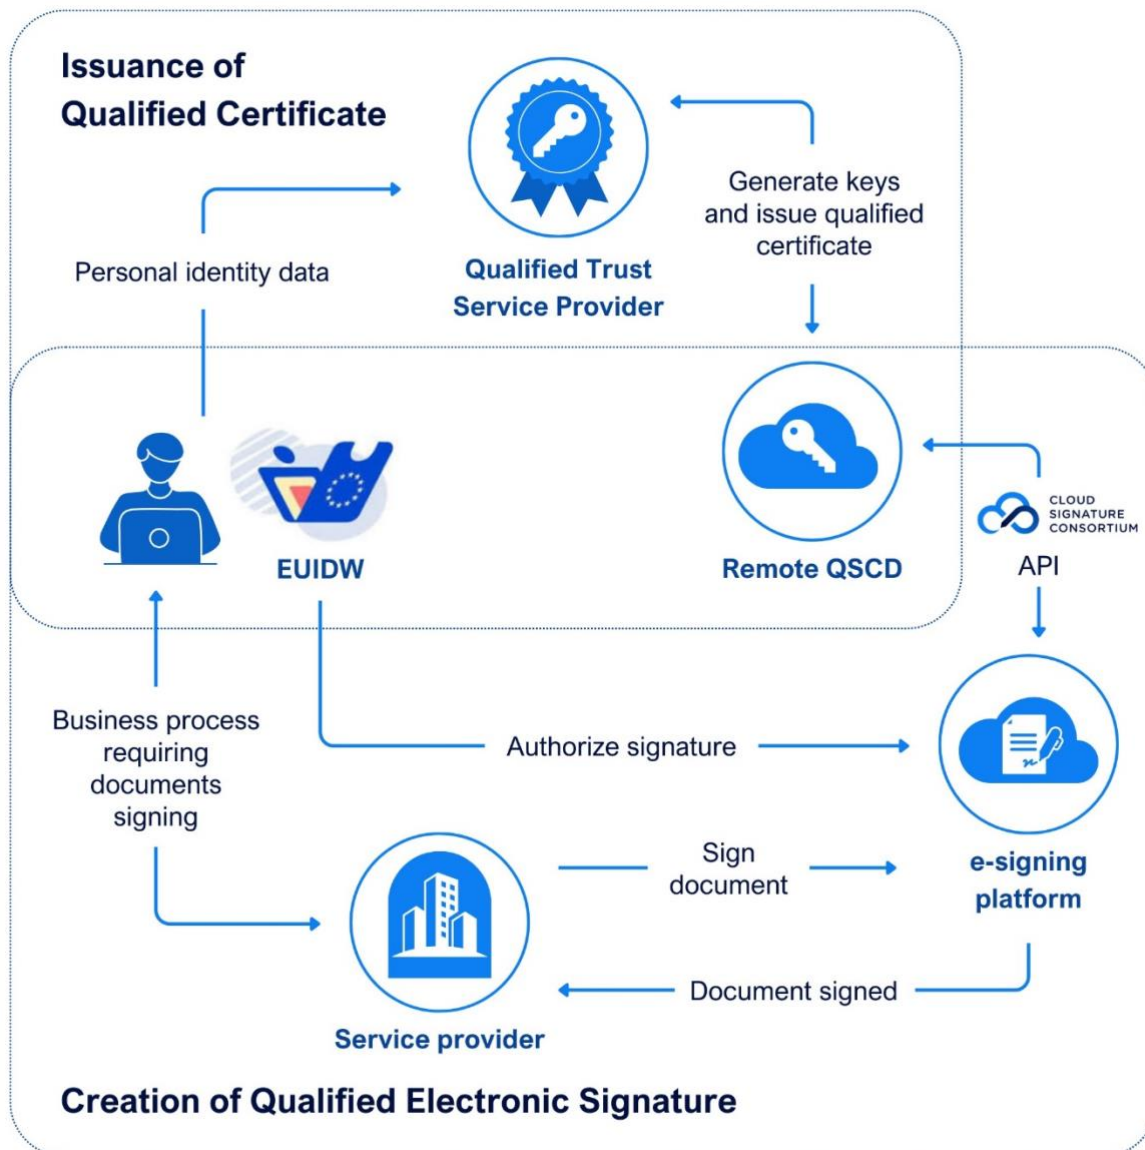 Issuance of
Qualified Certificate
Generate keys
and issue qualified
certificate
Personal identity data
Qualified Trust
Service Provider
CLOUD
SIGNATURE
CONSORTIUM
API
EUIDW
Remote QSCD
Business process
requiring
documents
signing
Authorize signature
Sign
document
e-signing
platform
Document signed
Service provider
Creation of Qualified Electronic Signature